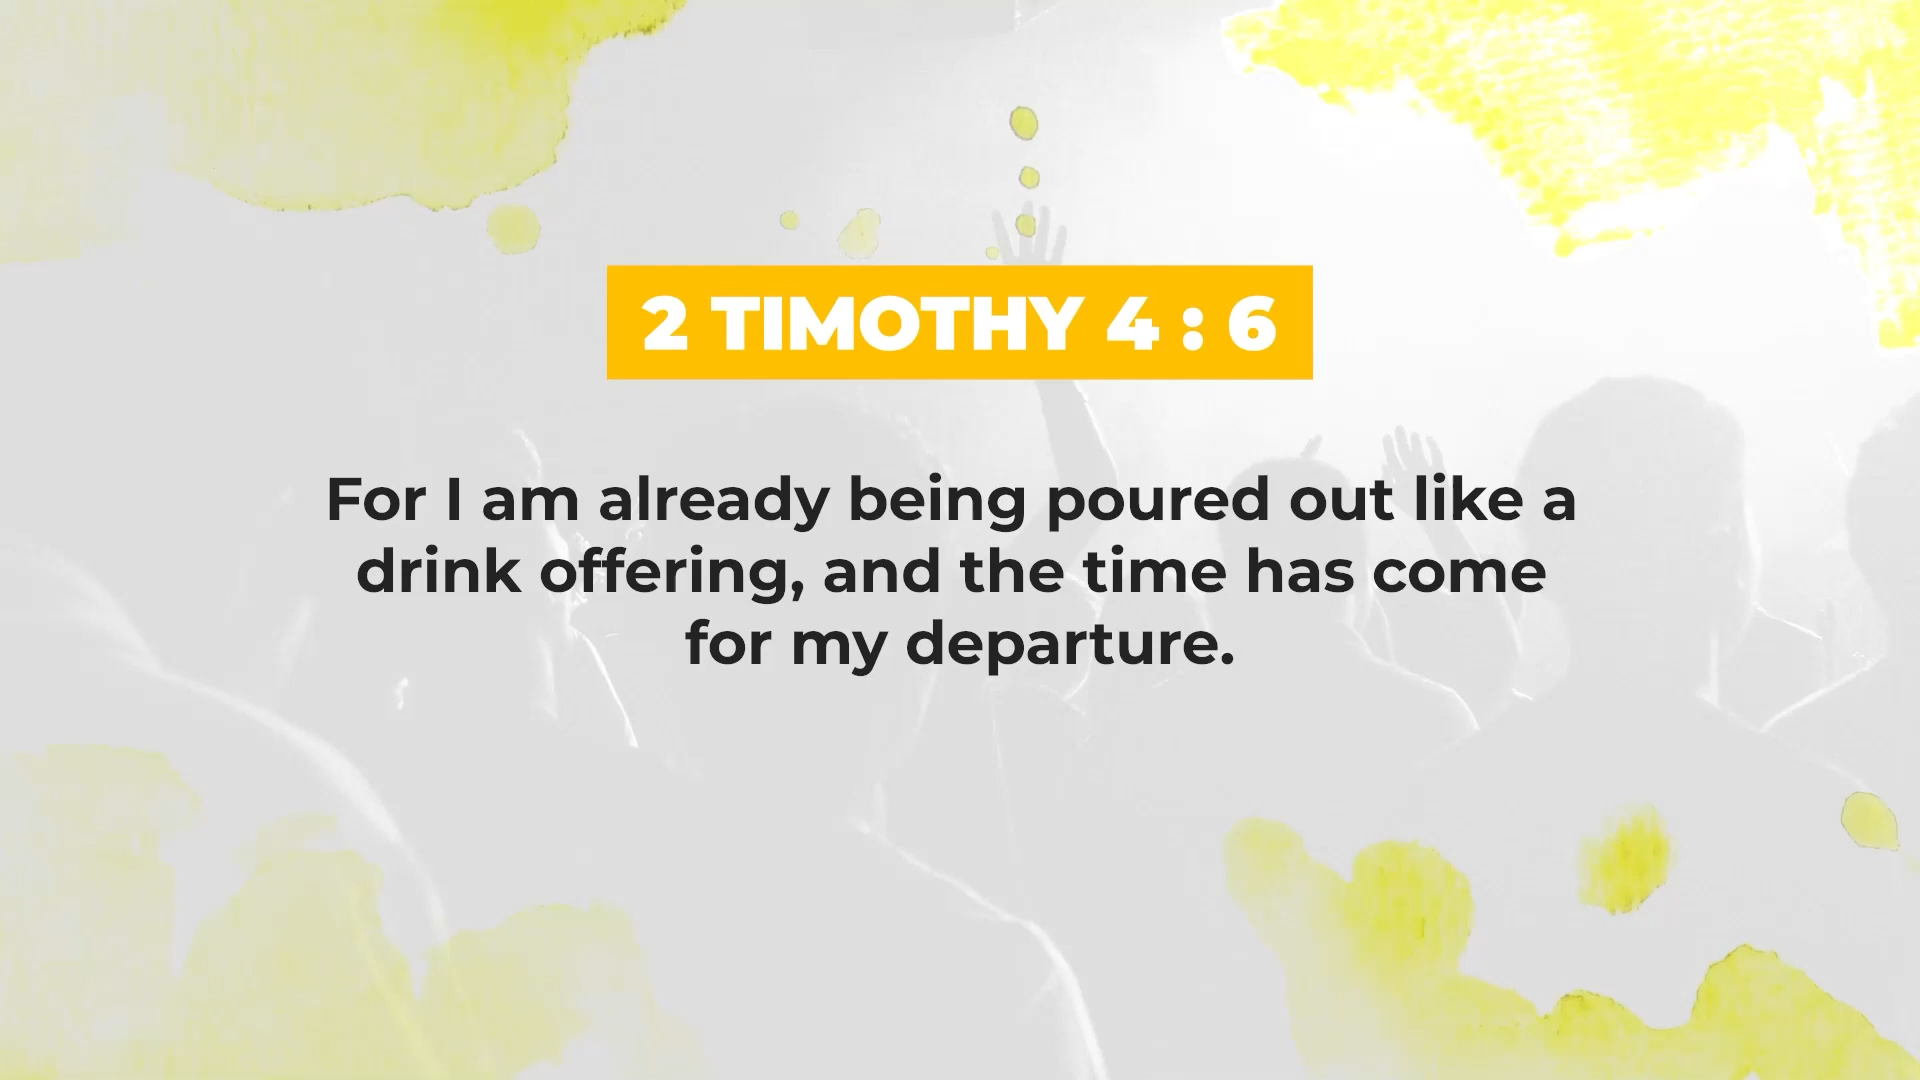 2 TIMOTHY 4 : 6
For I am already being poured out like a
drink offering, and the time has come
for my departure.